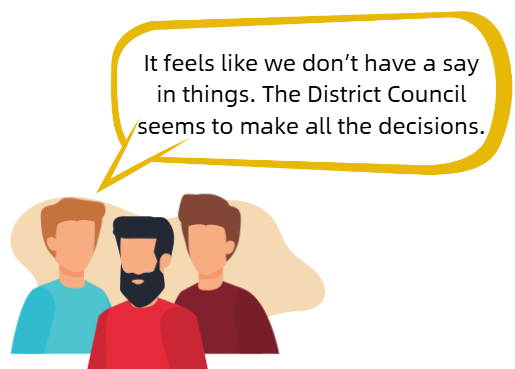 It feels like we don’t have a say
in things. The District Council
seems to make all the decisions.